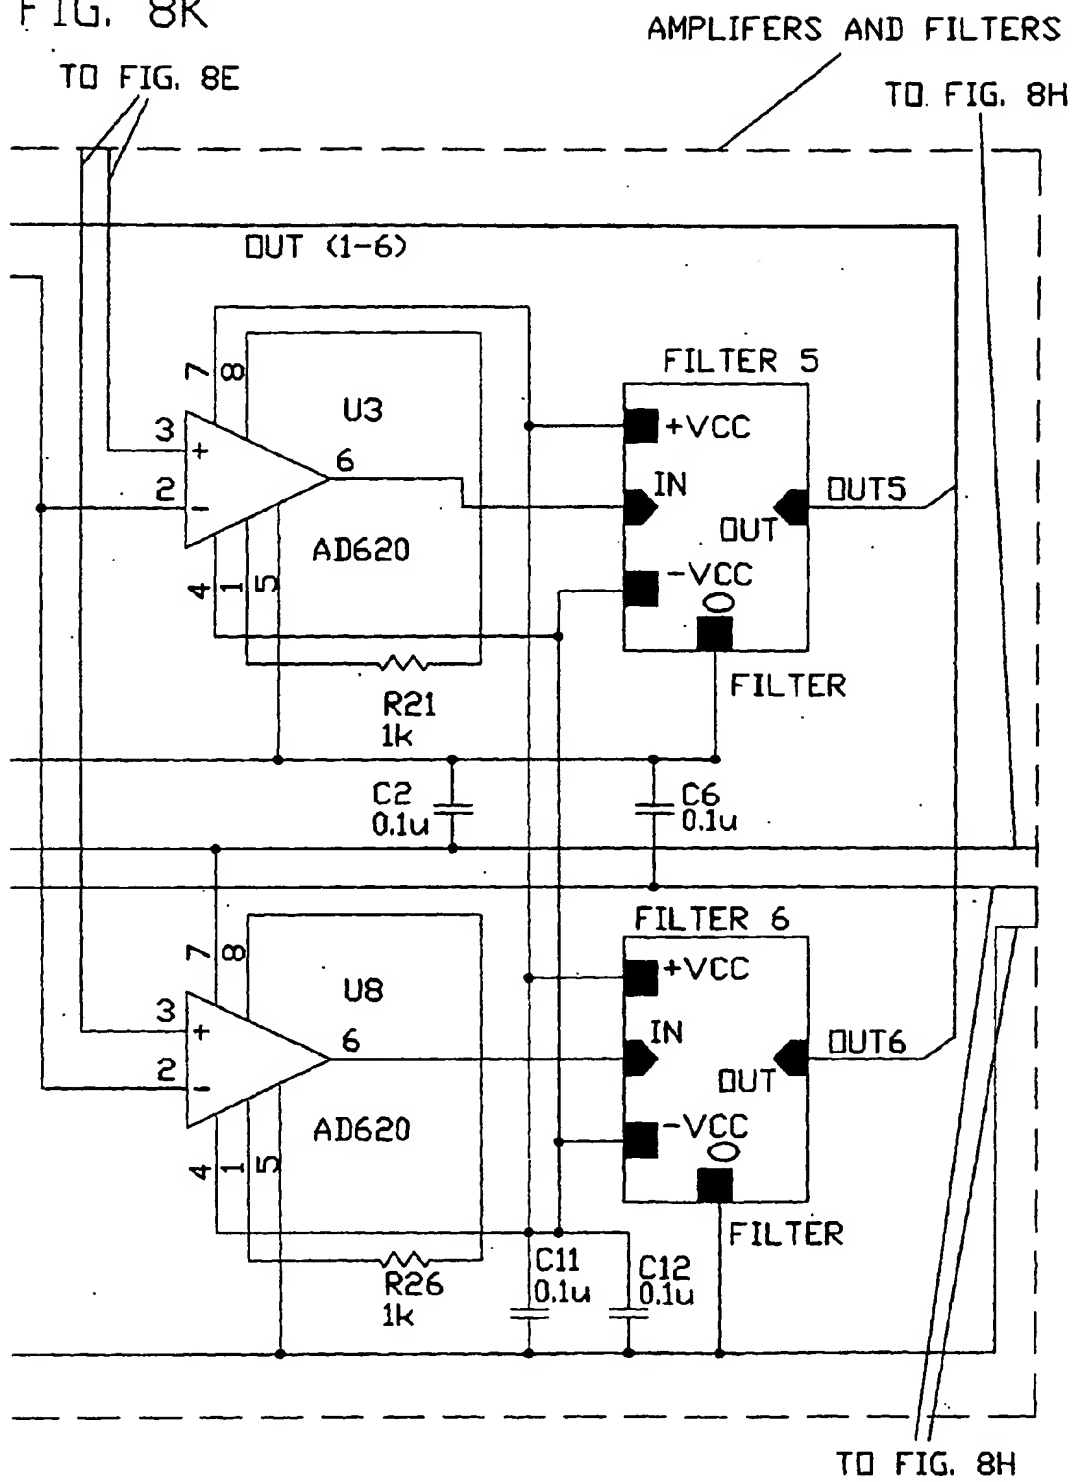 FIG. 8K
AMPLIFERS AND FILTERS
TO FIG. 8E
TO. FIG. 8H
OUT (1-6)
7
8
U3
3
+
2
-
6
AD620
4
1
5
R21
1k
FILTER 5
+VCC
IN
OUT
OUT5
-VCC
0
FILTER
C2
0.1u
C6
0.1u
7
8
U8
3
+
2
-
6
AD620
4
1
5
R26
1k
FILTER 6
+VCC
IN
OUT
OUT6
-VCC
0
FILTER
C11
0.1u
C12
0.1u
TO FIG. 8H